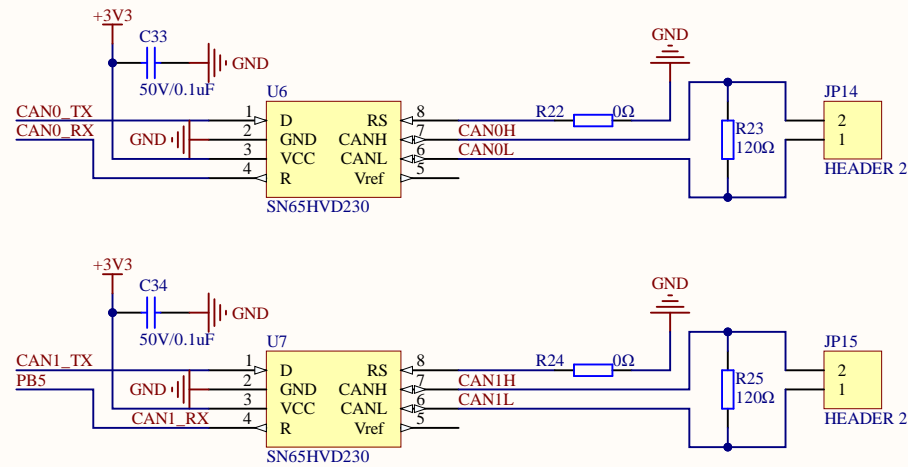 +3V3
C33
GND
50V/0.1uF
GND
CAN0_TX
CAN0_RX
GND
U6
1 D RS 8
2 GND CANH 7
3 VCC CANL 6
4 R Vref 5
SN65HVD230
R22 0Ω
CAN0H
CAN0L
R23
120Ω
JP14
2
1
HEADER 2
+3V3
C34
GND
50V/0.1uF
GND
CAN1_TX
PB5
GND
CAN1_RX
U7
1 D RS 8
2 GND CANH 7
3 VCC CANL 6
4 R Vref 5
SN65HVD230
R24 0Ω
CAN1H
CAN1L
R25
120Ω
JP15
2
1
HEADER 2